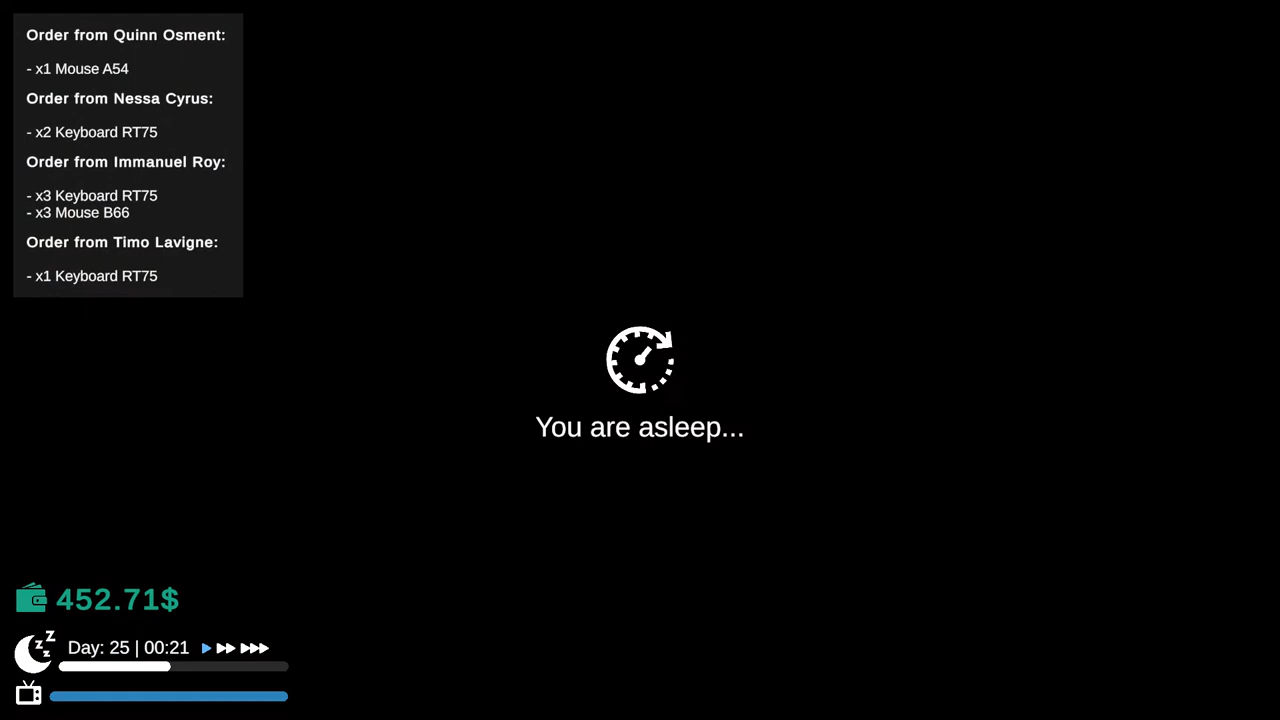 Order from Quinn Osment:
- x1 Mouse A54
Order from Nessa Cyrus:
- x2 Keyboard RT75
Order from Immanuel Roy:
- x3 Keyboard RT75
- x3 Mouse B66
Order from Timo Lavigne:
- x1 Keyboard RT75
You are asleep...
452.71$
z z z
Day: 25 | 00:21